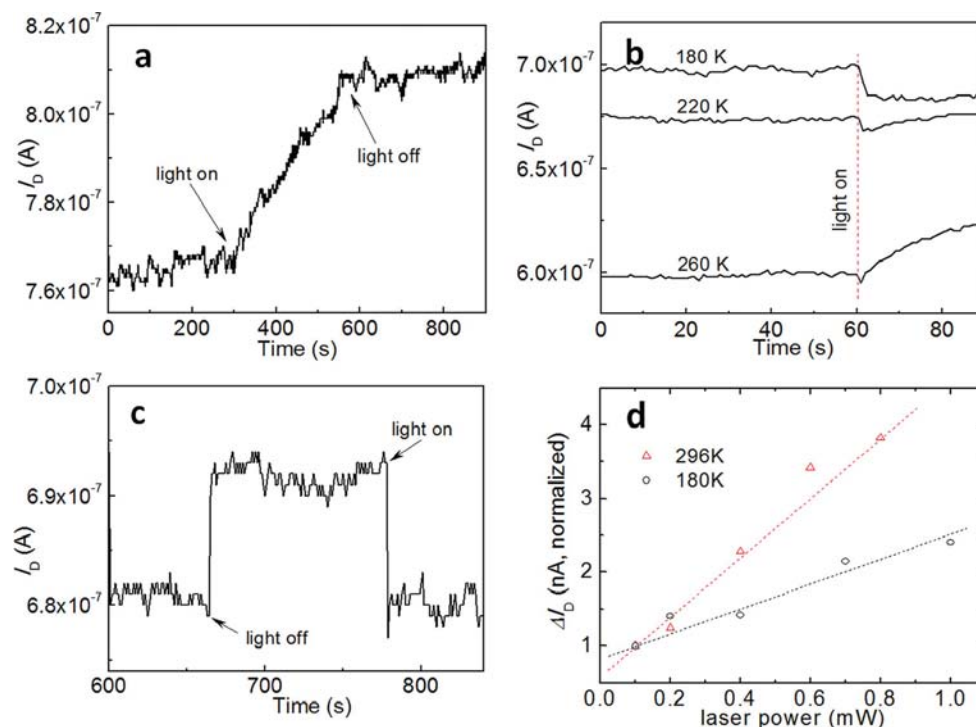 a
8.2x10⁻⁷
8.0x10⁻⁷
7.8x10⁻⁷
7.6x10⁻⁷
I_D (A)
light on
light off
0 200 400 600 800
Time (s)
b
7.0x10⁻⁷
6.5x10⁻⁷
6.0x10⁻⁷
I_D (A)
180 K
220 K
260 K
light on
0 20 40 60 80
Time (s)
c
7.0x10⁻⁷
6.9x10⁻⁷
6.8x10⁻⁷
I_D (A)
light on
light off
600 700 800
Time (s)
d
4
3
2
1
ΔI_D (nA, normalized)
296K
180K
0.0 0.2 0.4 0.6 0.8 1.0
laser power (mW)